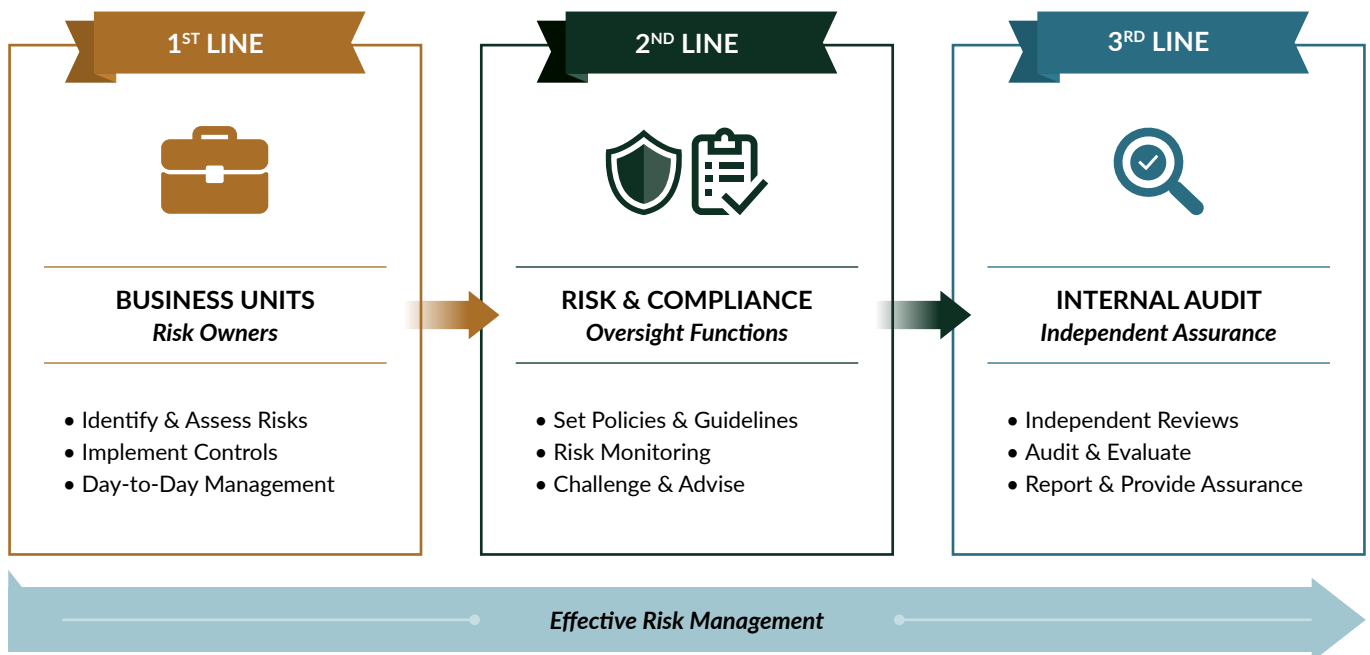 1ST LINE
BUSINESS UNITS
Risk Owners
• Identify & Assess Risks
• Implement Controls
• Day-to-Day Management
2ND LINE
RISK & COMPLIANCE
Oversight Functions
• Set Policies & Guidelines
• Risk Monitoring
• Challenge & Advise
3RD LINE
INTERNAL AUDIT
Independent Assurance
• Independent Reviews
• Audit & Evaluate
• Report & Provide Assurance
Effective Risk Management